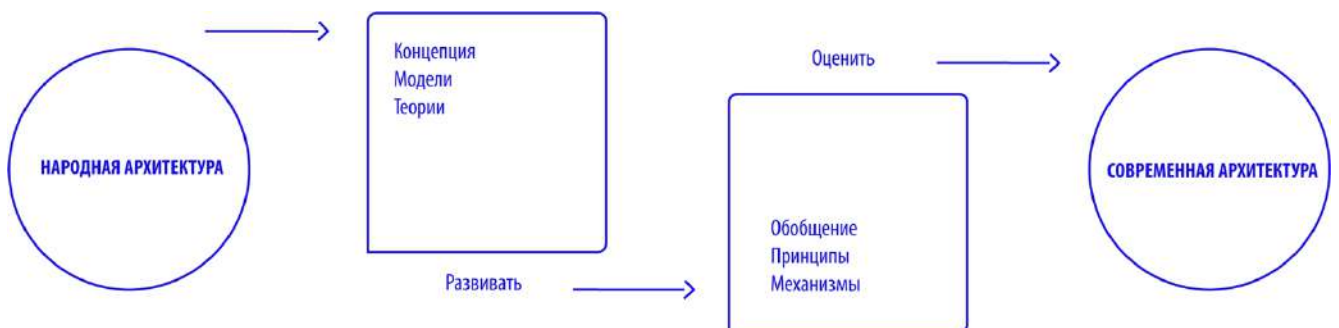 НАРОДНАЯ АРХИТЕКТУРА
Концепция
Модели
Теории
Развивать
Оценить
Обобщение
Принципы
Механизмы
СОВРЕМЕННАЯ АРХИТЕКТУРА